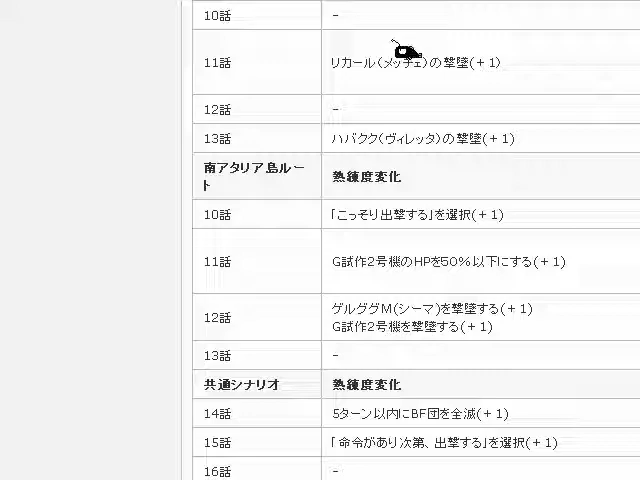 10話
-
11話
リカール(メッチェ)の撃墜(+1)
12話
-
13話
ハバクク(ヴィレッタ)の撃墜(+1)
南アタリア島ルー
ト
熟練度変化
10話
「こっそり出撃する」を選択(+1)
11話
G試作2号機のHPを50%以下にする(+1)
12話
ゲルググM(シーマ)を撃墜する(+1)
G試作2号機を撃墜する(+1)
13話
-
共通シナリオ
熟練度変化
14話
5ターン以内にBF団を全滅(+1)
15話
「命令があり次第、出撃する」を選択(+1)
16話
-